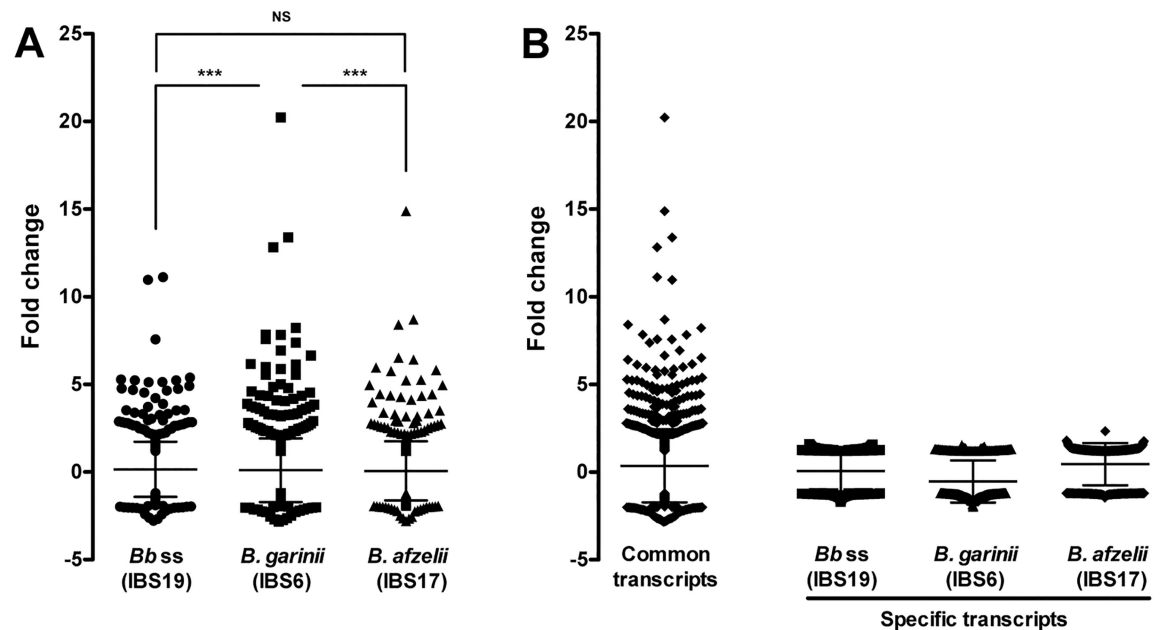 A
NS
***
***
Fold change
25
20
15
10
5
0
-5
Bb ss
(IBS19)
B. garinii
(IBS6)
B. afzelii
(IBS17)
B
Fold change
25
20
15
10
5
0
-5
Common
transcripts
Bb ss
(IBS19)
B. garinii
(IBS6)
B. afzelii
(IBS17)
Specific transcripts